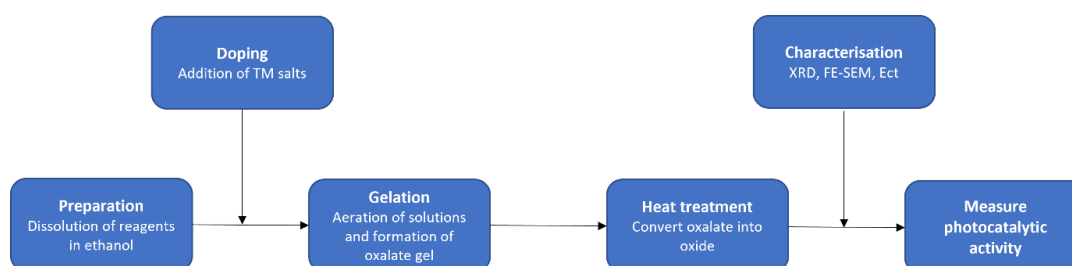 Doping
Addition of TM salts
Characterisation
XRD, FE-SEM, Ect
Preparation
Dissolution of reagents
in ethanol
Gelation
Aeration of solutions
and formation of
oxalate gel
Heat treatment
Convert oxalate into
oxide
Measure
photocatalytic
activity